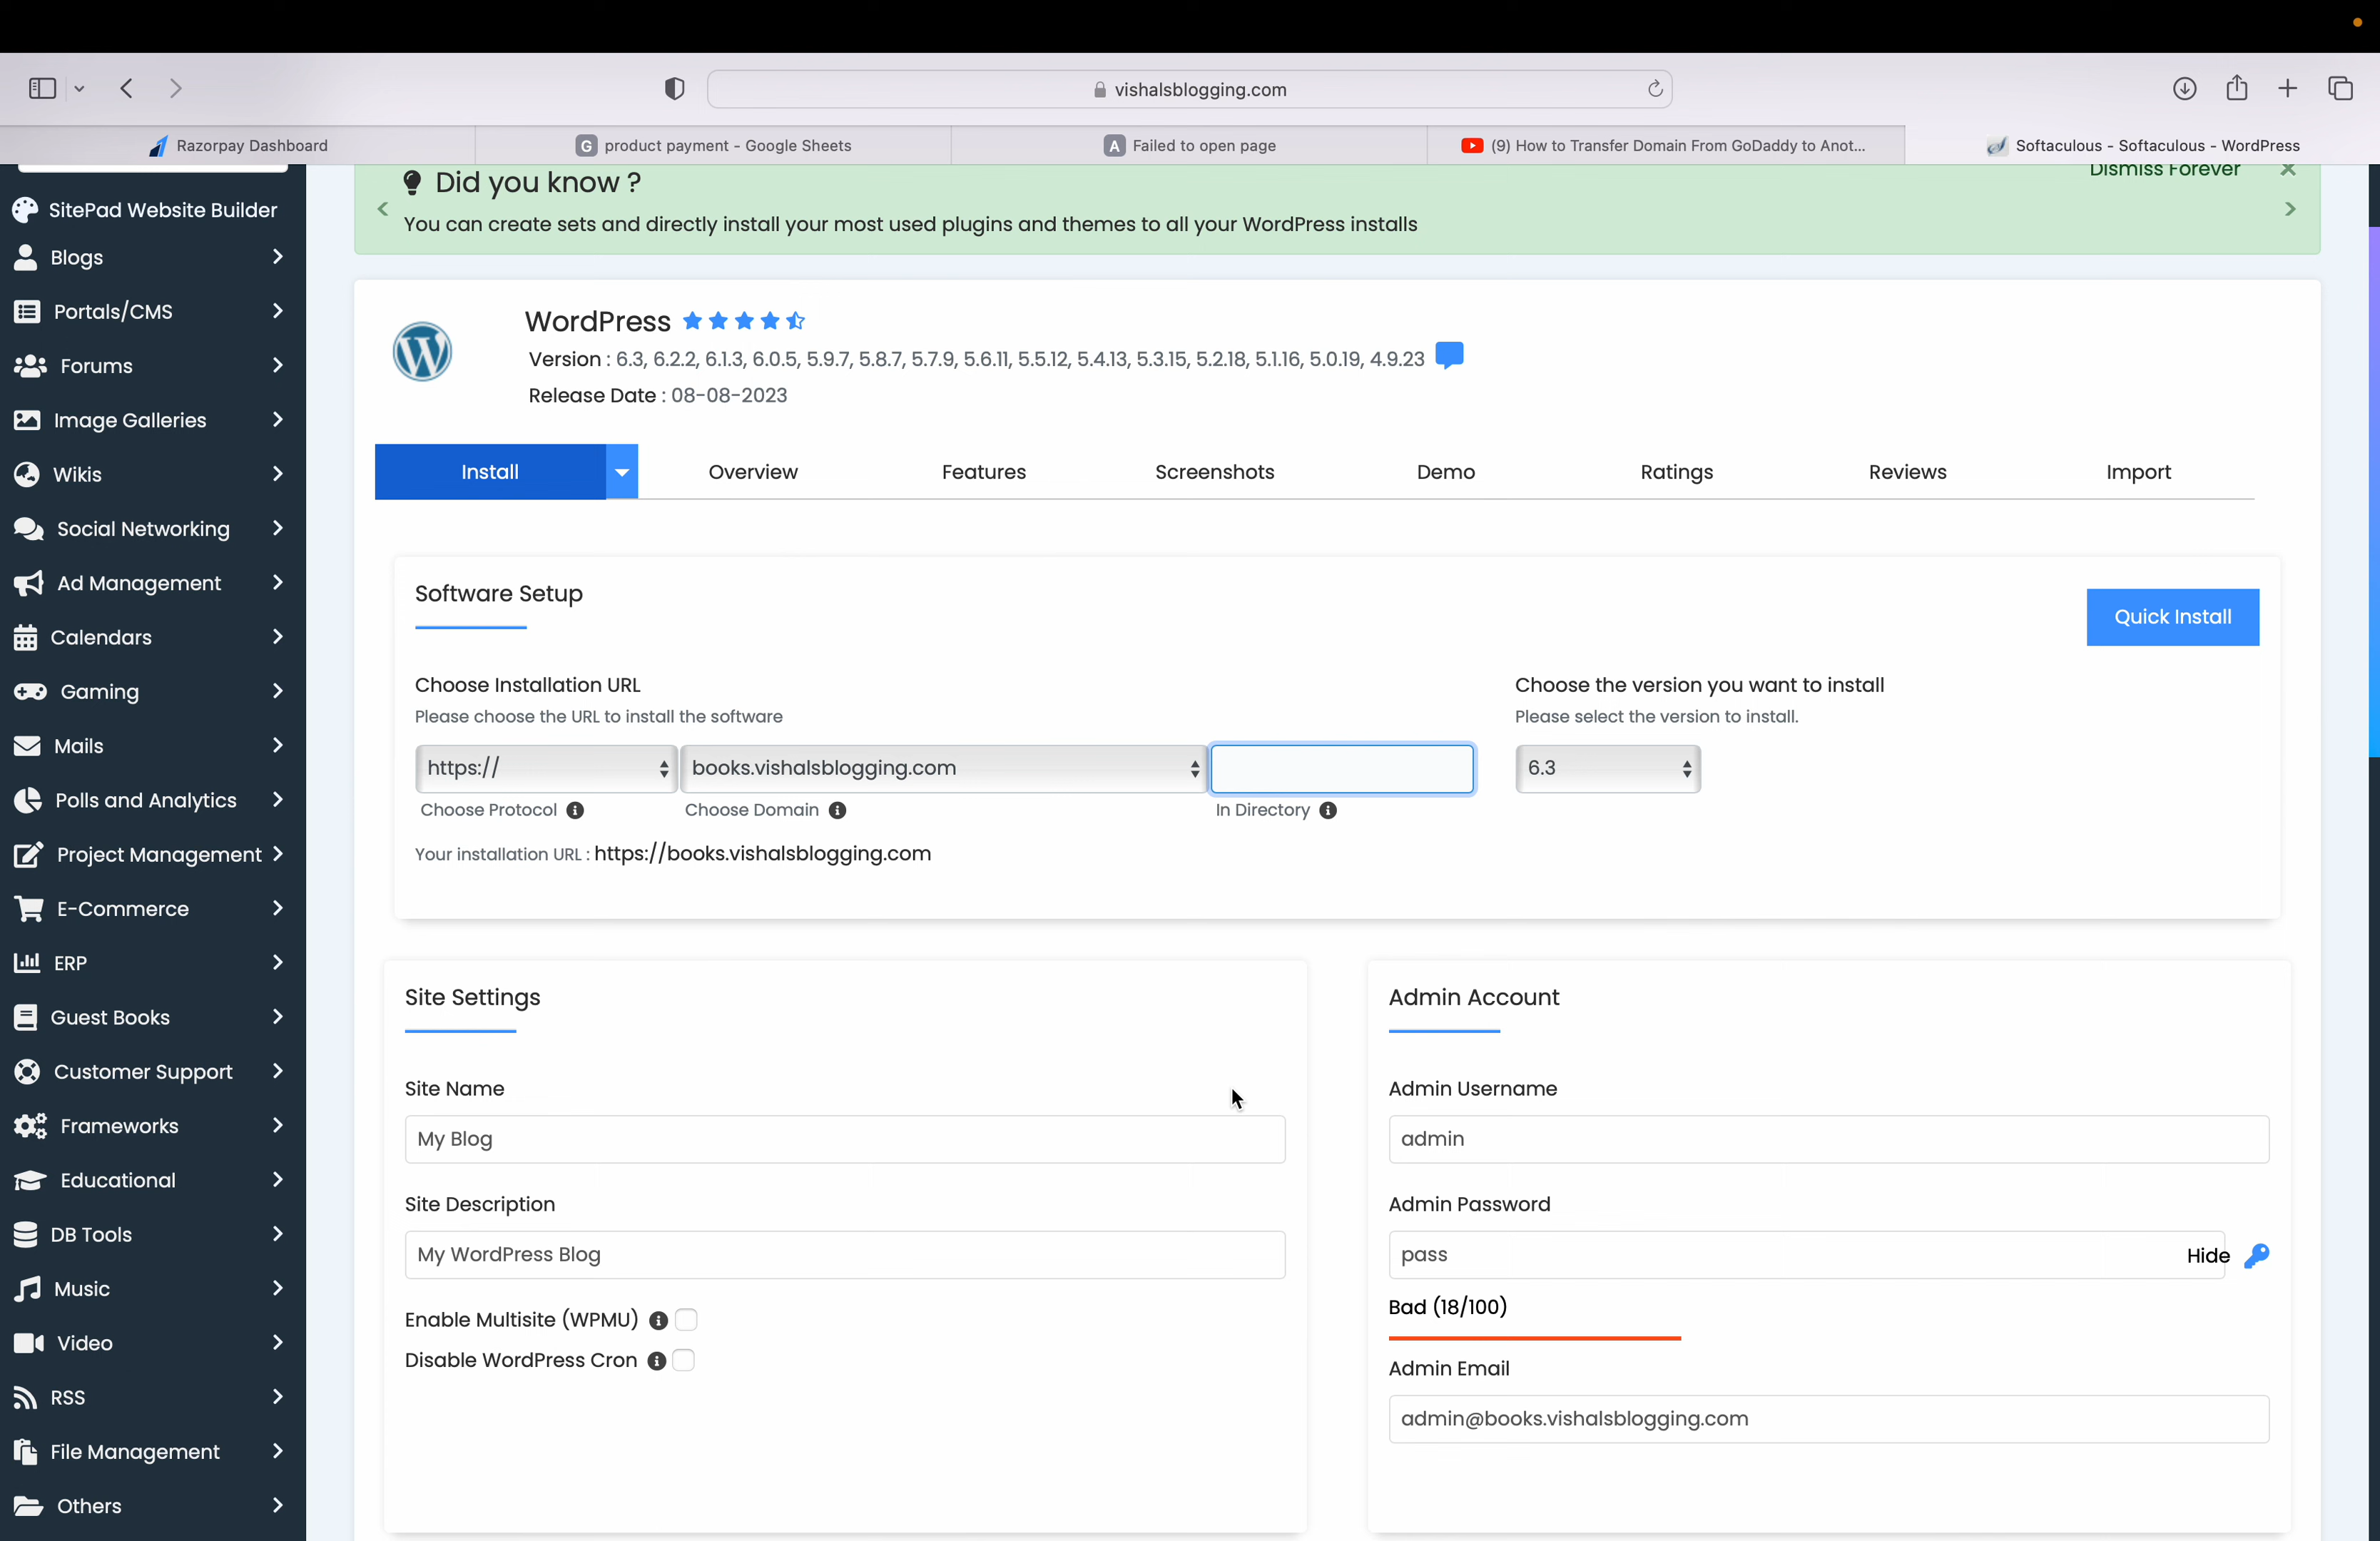 vishalsblogging.com
Razorpay Dashboard
G product payment - Google Sheets
A Failed to open page
(9) How to Transfer Domain From GoDaddy to Anot...
Softaculous - Softaculous - WordPress
SitePad Website Builder
Blogs
Portals/CMS
Forums
Image Galleries
Wikis
Social Networking
Ad Management
Calendars
Gaming
Mails
Polls and Analytics
Project Management
E-Commerce
ERP
Guest Books
Customer Support
Frameworks
Educational
DB Tools
Music
Video
RSS
File Management
Others
Did you know ?
Dismiss Forever
You can create sets and directly install your most used plugins and themes to all your WordPress installs
WordPress
Version : 6.3, 6.2.2, 6.1.3, 6.0.5, 5.9.7, 5.8.7, 5.7.9, 5.6.11, 5.5.12, 5.4.13, 5.3.15, 5.2.18, 5.1.16, 5.0.19, 4.9.23
Release Date : 08-08-2023
Install
Overview
Features
Screenshots
Demo
Ratings
Reviews
Import
Software Setup
Quick Install
Choose Installation URL
Please choose the URL to install the software
https://
books.vishalsblogging.com
Choose Protocol
Choose Domain
In Directory
Your installation URL : https://books.vishalsblogging.com
Choose the version you want to install
Please select the version to install.
6.3
Site Settings
Site Name
My Blog
Site Description
My WordPress Blog
Enable Multisite (WPMU)
Disable WordPress Cron
Admin Account
Admin Username
admin
Admin Password
pass
Hide
Bad (18/100)
Admin Email
admin@books.vishalsblogging.com